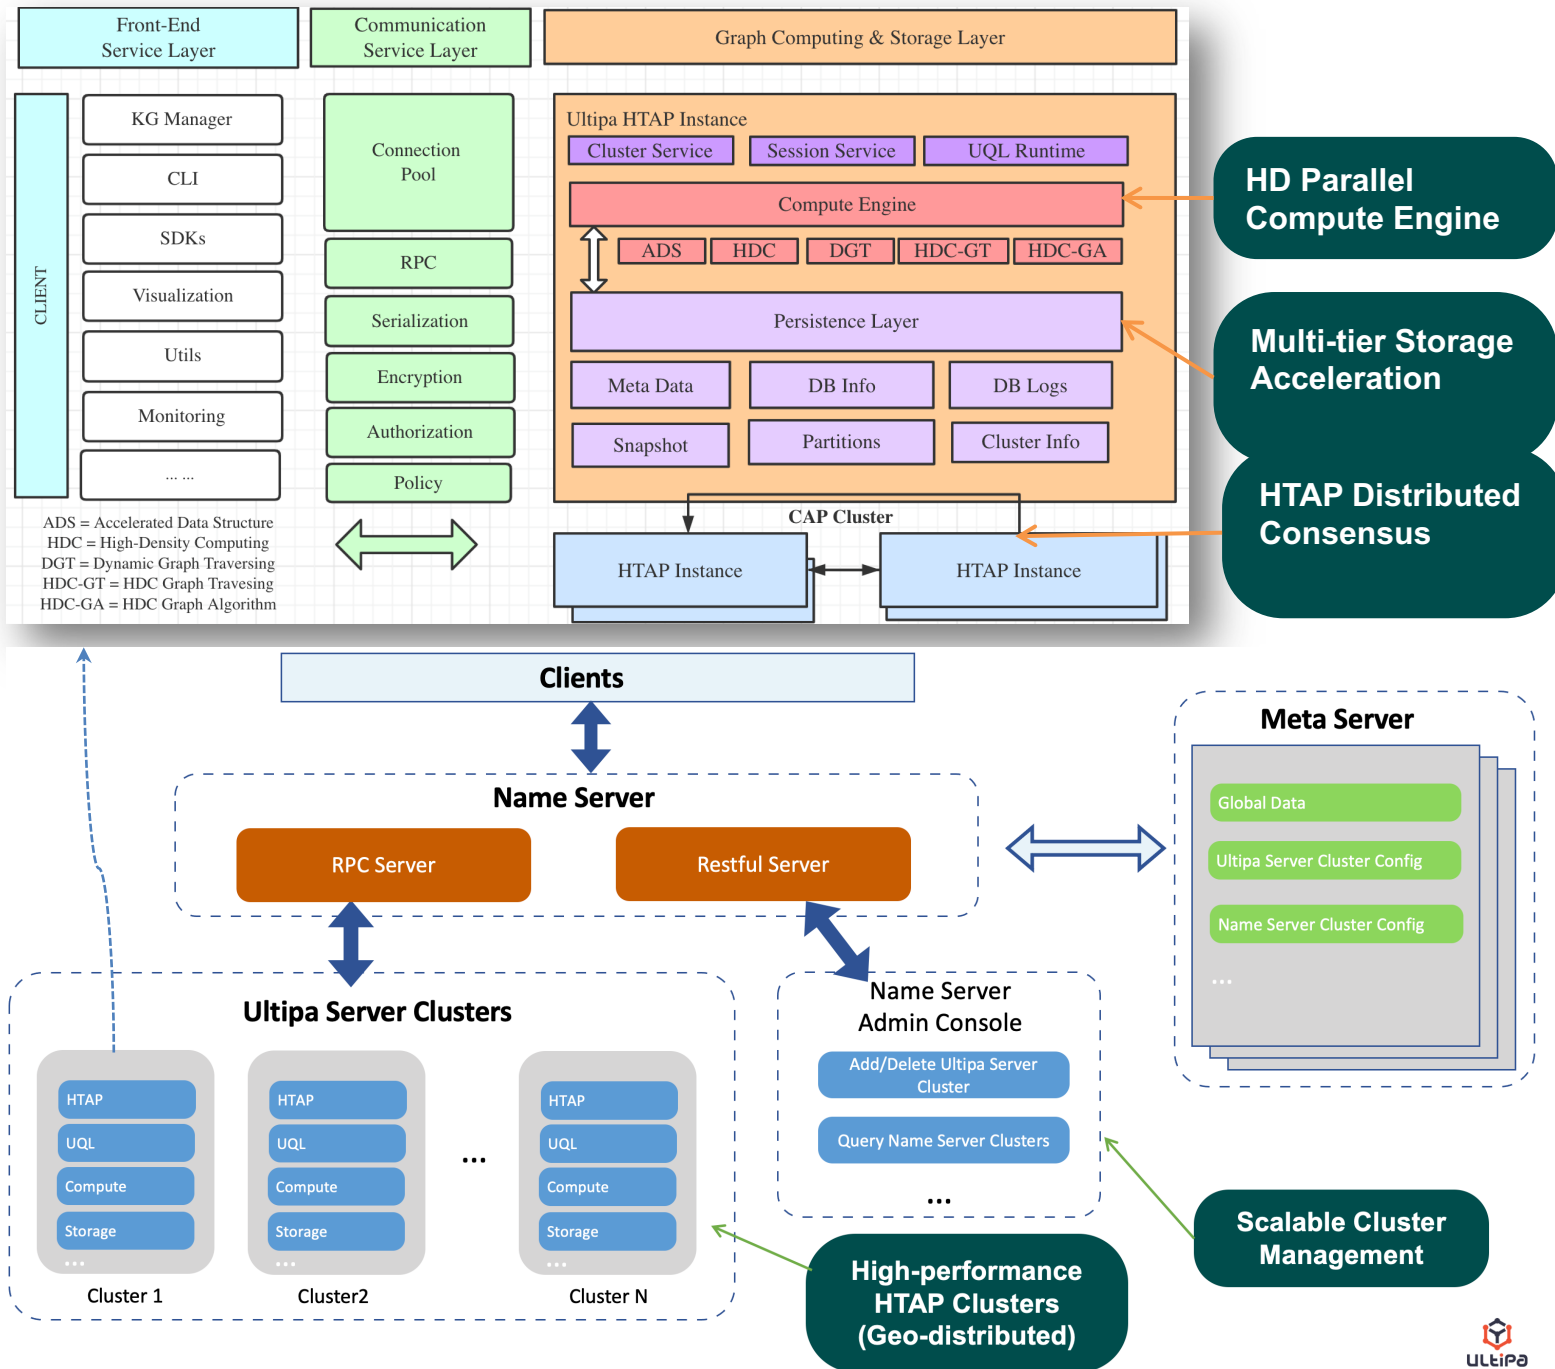 Front-End
Service Layer
Communication
Service Layer
Graph Computing & Storage Layer
CLIENT
KG Manager
CLI
SDKs
Visualization
Utils
Monitoring
... ...
Connection
Pool
RPC
Serialization
Encryption
Authorization
Policy
Ultipa HTAP Instance
Cluster Service
Session Service
UQL Runtime
Compute Engine
ADS
HDC
DGT
HDC-GT
HDC-GA
Persistence Layer
Meta Data
DB Info
DB Logs
Snapshot
Partitions
Cluster Info
HD Parallel
Compute Engine
Multi-tier Storage
Acceleration
HTAP Distributed
Consensus
ADS = Accelerated Data Structure
HDC = High-Density Computing
DGT = Dynamic Graph Traversing
HDC-GT = HDC Graph Travesing
HDC-GA = HDC Graph Algorithm
CAP Cluster
HTAP Instance
HTAP Instance
Clients
Name Server
RPC Server
Restful Server
Meta Server
Global Data
Ultipa Server Cluster Config
Name Server Cluster Config
...
Ultipa Server Clusters
HTAP
UQL
Compute
Storage
...
Cluster 1
HTAP
UQL
Compute
Storage
...
Cluster2
...
HTAP
UQL
Compute
Storage
...
Cluster N
Name Server
Admin Console
Add/Delete Ultipa Server
Cluster
Query Name Server Clusters
...
High-performance
HTAP Clusters
(Geo-distributed)
Scalable Cluster
Management
ULTIPA